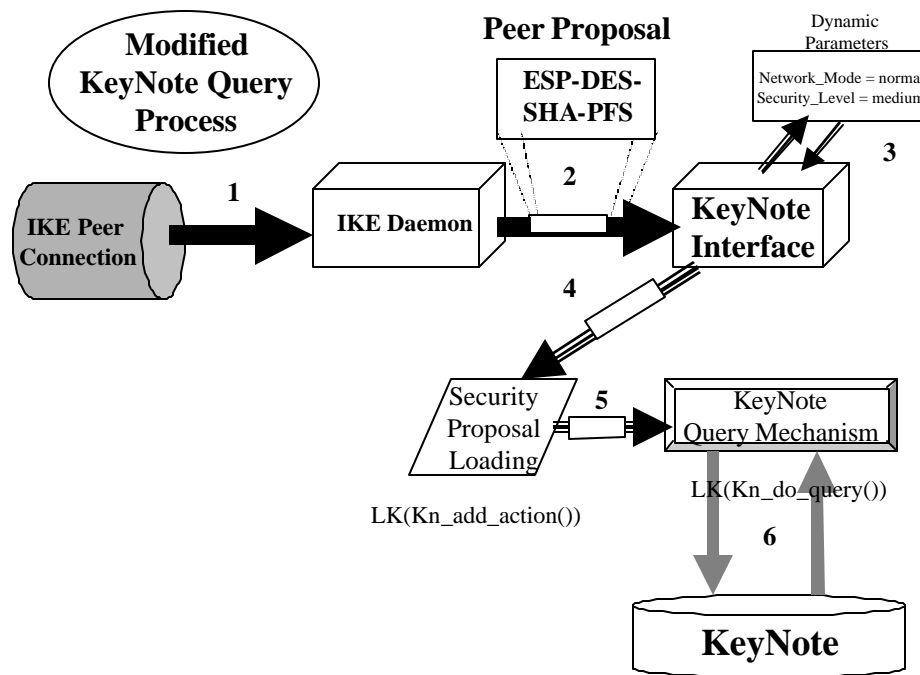 Modified
KeyNote Query
Process
Peer Proposal
ESP-DES-
SHA-PFS
Dynamic
Parameters
Network_Mode = norma
Security_Level = medium
1
2
3
IKE Peer
Connection
IKE Daemon
KeyNote
Interface
4
Security
Proposal
Loading
5
KeyNote
Query Mechanism
LK(Kn_add_action())
LK(Kn_do_query())
6
KeyNote